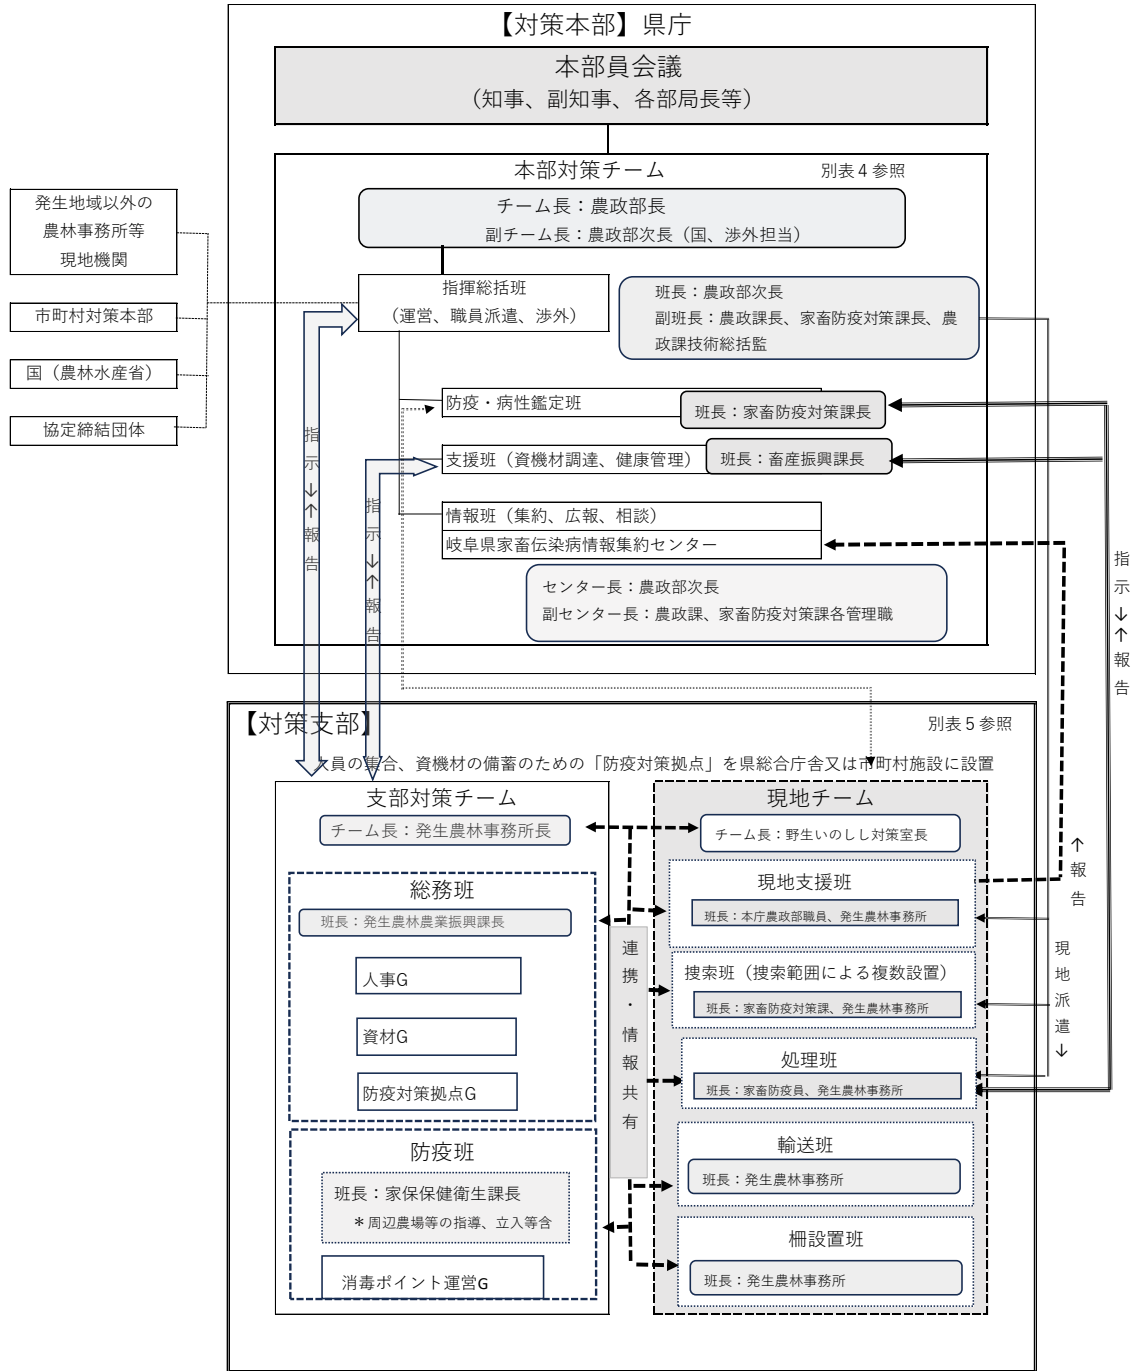 【対策本部】県庁
本部員会議
（知事、副知事、各部局長等）
本部対策チーム
別表４参照
チーム長：農政部長
副チーム長：農政部次長（国、渉外担当）
発生地域以外の
農林事務所等
現地機関
市町村対策本部
国（農林水産省）
協定締結団体
指揮総括班
（運営、職員派遣、渉外）
班長：農政部次長
副班長：農政課長、家畜防疫対策課長、農
政課技術総括監
防疫・病性鑑定班
班長：家畜防疫対策課長
支援班（資機材調達、健康管理）
班長：畜産振興課長
情報班（集約、広報、相談）
岐阜県家畜伝染病情報集約センター
センター長：農政部次長
副センター長：農政課、家畜防疫対策課各管理職
指示↓↑報告
指示↓↑報告
指示↓↑報告
【対策支部】
別表５参照
人員の集合、資機材の備蓄のための「防疫対策拠点」を県総合庁舎又は市町村施設に設置
支部対策チーム
チーム長：発生農林事務所長
総務班
班長：発生農林農業振興課長
人事G
資材G
防疫対策拠点G
防疫班
班長：家保保健衛生課長
＊周辺農場等の指導、立入等含
消毒ポイント運営G
連携・情報共有
現地チーム
チーム長：野生いのしし対策室長
現地支援班
班長：本庁農政部職員、発生農林事務所
捜索班（捜索範囲による複数設置）
班長：家畜防疫対策課、発生農林事務所
処理班
班長：家畜防疫員、発生農林事務所
輸送班
班長：発生農林事務所
柵設置班
班長：発生農林事務所
↑報告
現地派遣↓